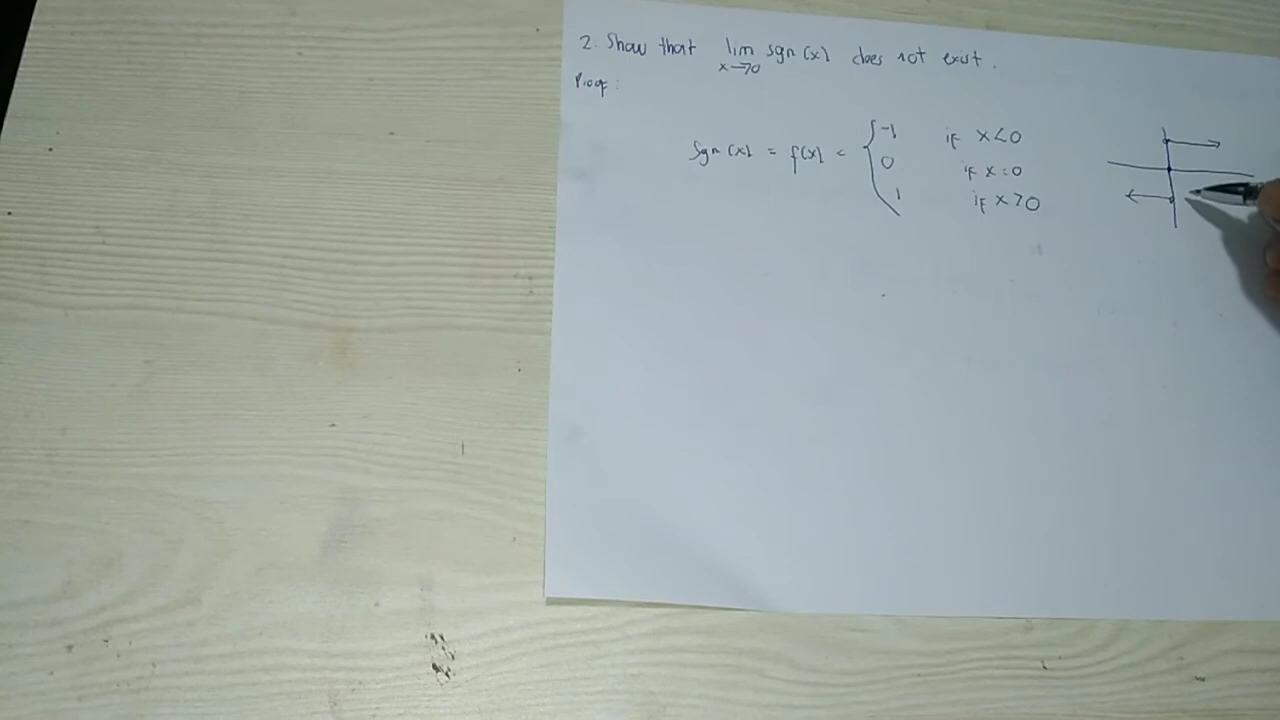 2. Show that lim sgn(x) does not exist.
x→0
Proof:
-1 if x<0
Sgn(x) = f(x) = { 0 if x=0
1 if x>0